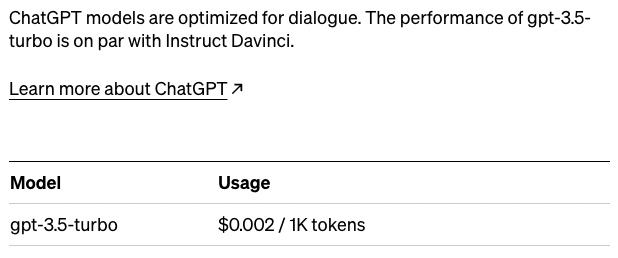 ChatGPT models are optimized for dialogue. The performance of gpt-3.5-
turbo is on par with Instruct Davinci.
Learn more about ChatGPT ↗
Model Usage
gpt-3.5-turbo $0.002 / 1K tokens